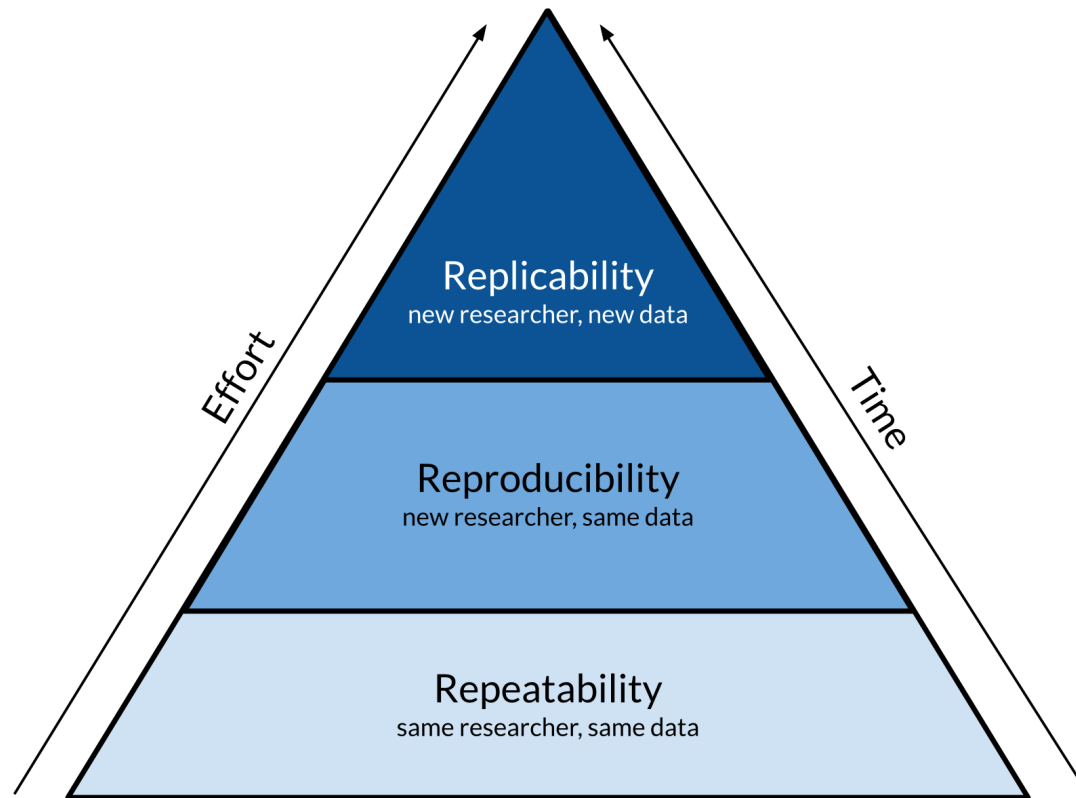 Replicability
new researcher, new data
Effort
Time
Reproducibility
new researcher, same data
Repeatability
same researcher, same data